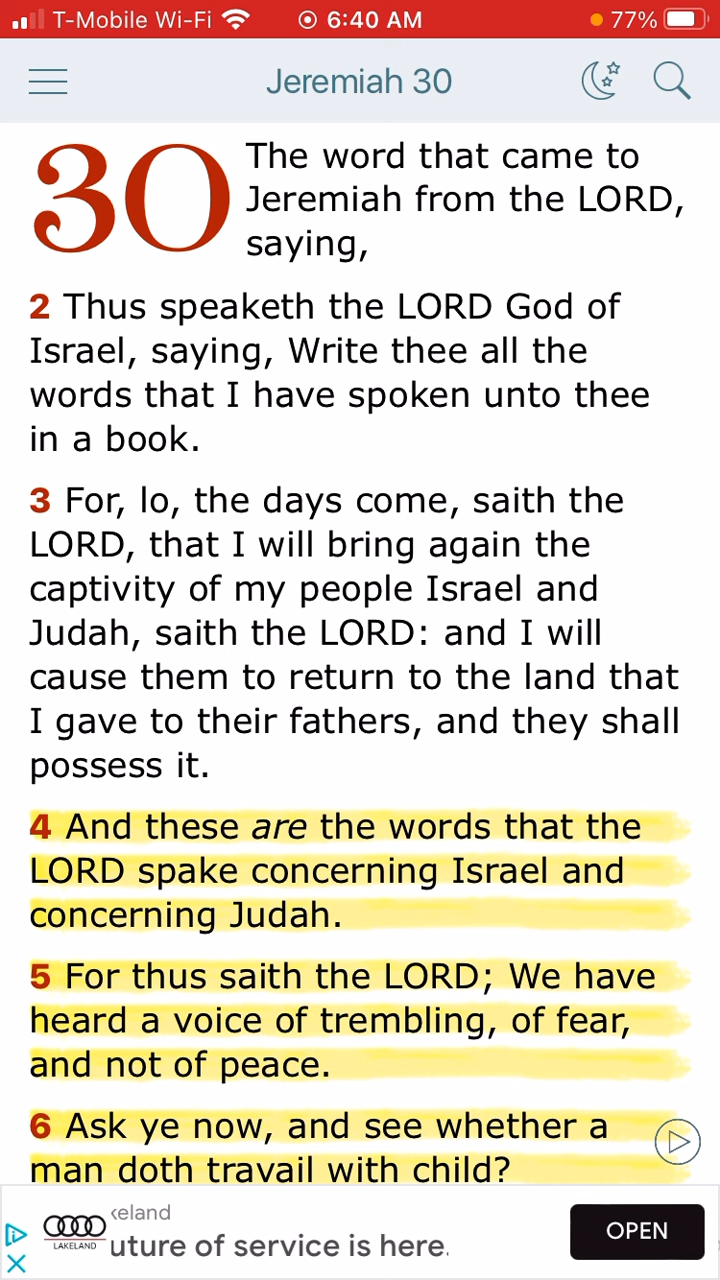 T-Mobile Wi-Fi 6:40 AM 77%
Jeremiah 30
30 The word that came to
Jeremiah from the LORD,
saying,
2 Thus speaketh the LORD God of
Israel, saying, Write thee all the
words that I have spoken unto thee
in a book.
3 For, lo, the days come, saith the
LORD, that I will bring again the
captivity of my people Israel and
Judah, saith the LORD: and I will
cause them to return to the land that
I gave to their fathers, and they shall
possess it.
4 And these are the words that the
LORD spake concerning Israel and
concerning Judah.
5 For thus saith the LORD; We have
heard a voice of trembling, of fear,
and not of peace.
6 Ask ye now, and see whether a
man doth travail with child?
keland
uture of service is here.
LAKELAND
OPEN